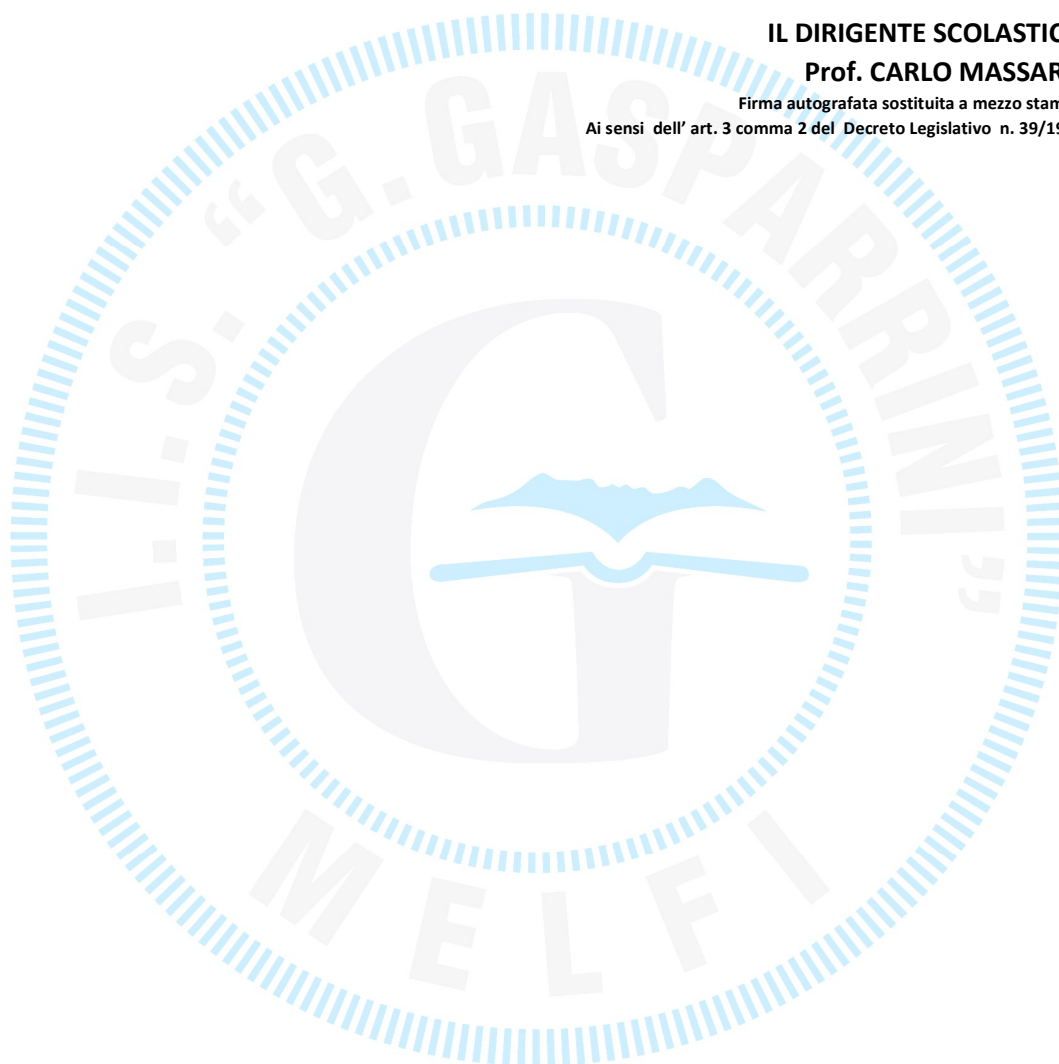 IL DIRIGENTE SCOLASTICO
Prof. CARLO MASSAR
Firma autografata sostituita a mezzo stam
Ai sensi dell' art. 3 comma 2 del Decreto Legislativo n. 39/19
I.I.S. “G. GASPARRINI”
G
MELFI